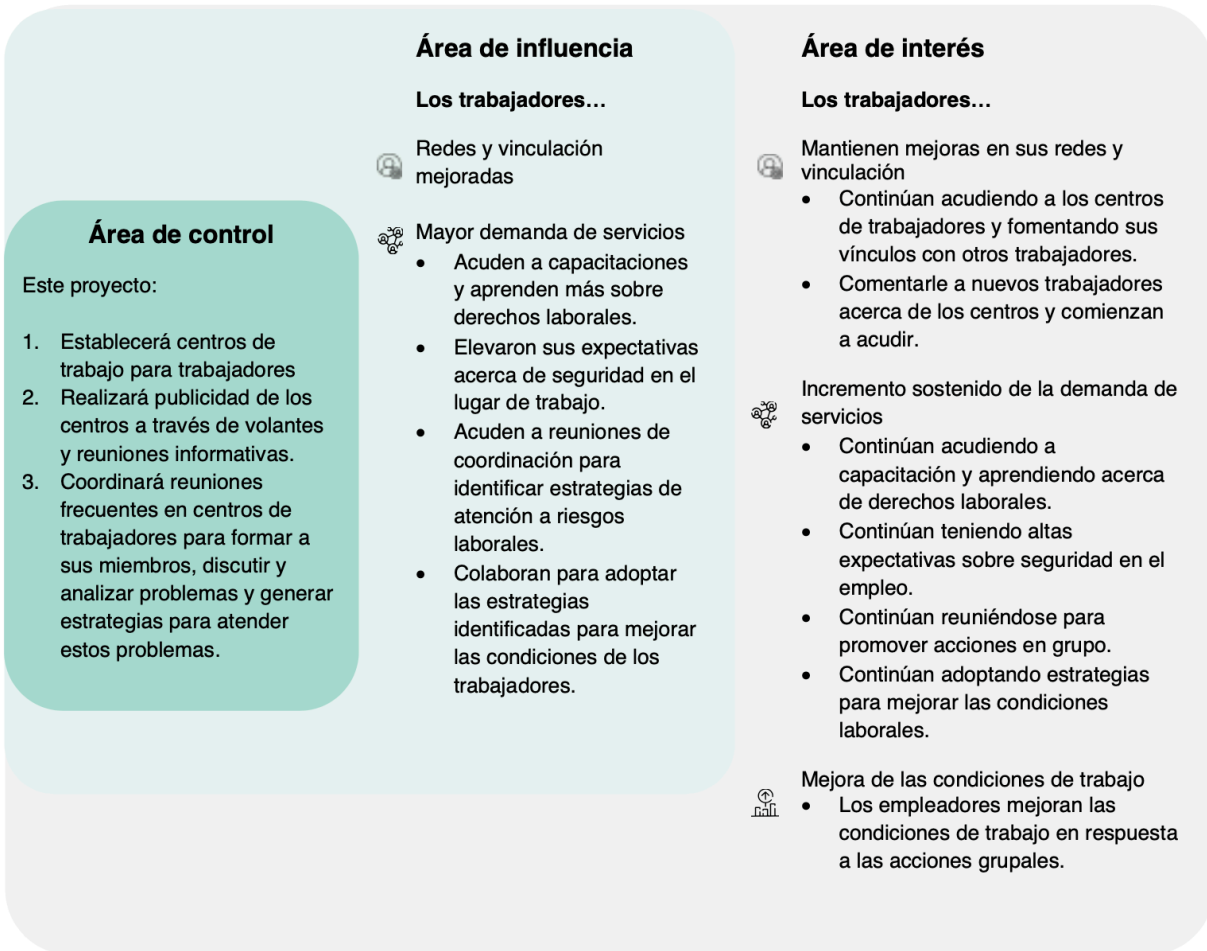 Área de control
Este proyecto:
1. Establecerá centros de
trabajo para trabajadores
2. Realizará publicidad de los
centros a través de volantes
y reuniones informativas.
3. Coordinará reuniones
frecuentes en centros de
trabajadores para formar a
sus miembros, discutir y
analizar problemas y generar
estrategias para atender
estos problemas.
Área de influencia
Los trabajadores…
Redes y vinculación
mejoradas
Mayor demanda de servicios
• Acuden a capacitaciones
y aprenden más sobre
derechos laborales.
• Elevaron sus expectativas
acerca de seguridad en el
lugar de trabajo.
• Acuden a reuniones de
coordinación para
identificar estrategias de
atención a riesgos
laborales.
• Colaboran para adoptar
las estrategias
identificadas para mejorar
las condiciones de los
trabajadores.
Área de interés
Los trabajadores…
Mantienen mejoras en sus redes y
vinculación
• Continúan acudiendo a los centros
de trabajadores y fomentando sus
vínculos con otros trabajadores.
• Comentarle a nuevos trabajadores
acerca de los centros y comienzan
a acudir.
Incremento sostenido de la demanda de
servicios
• Continúan acudiendo a
capacitación y aprendiendo acerca
de derechos laborales.
• Continúan teniendo altas
expectativas sobre seguridad en el
empleo.
• Continúan reuniéndose para
promover acciones en grupo.
• Continúan adoptando estrategias
para mejorar las condiciones
laborales.
Mejora de las condiciones de trabajo
• Los empleadores mejoran las
condiciones de trabajo en respuesta
a las acciones grupales.